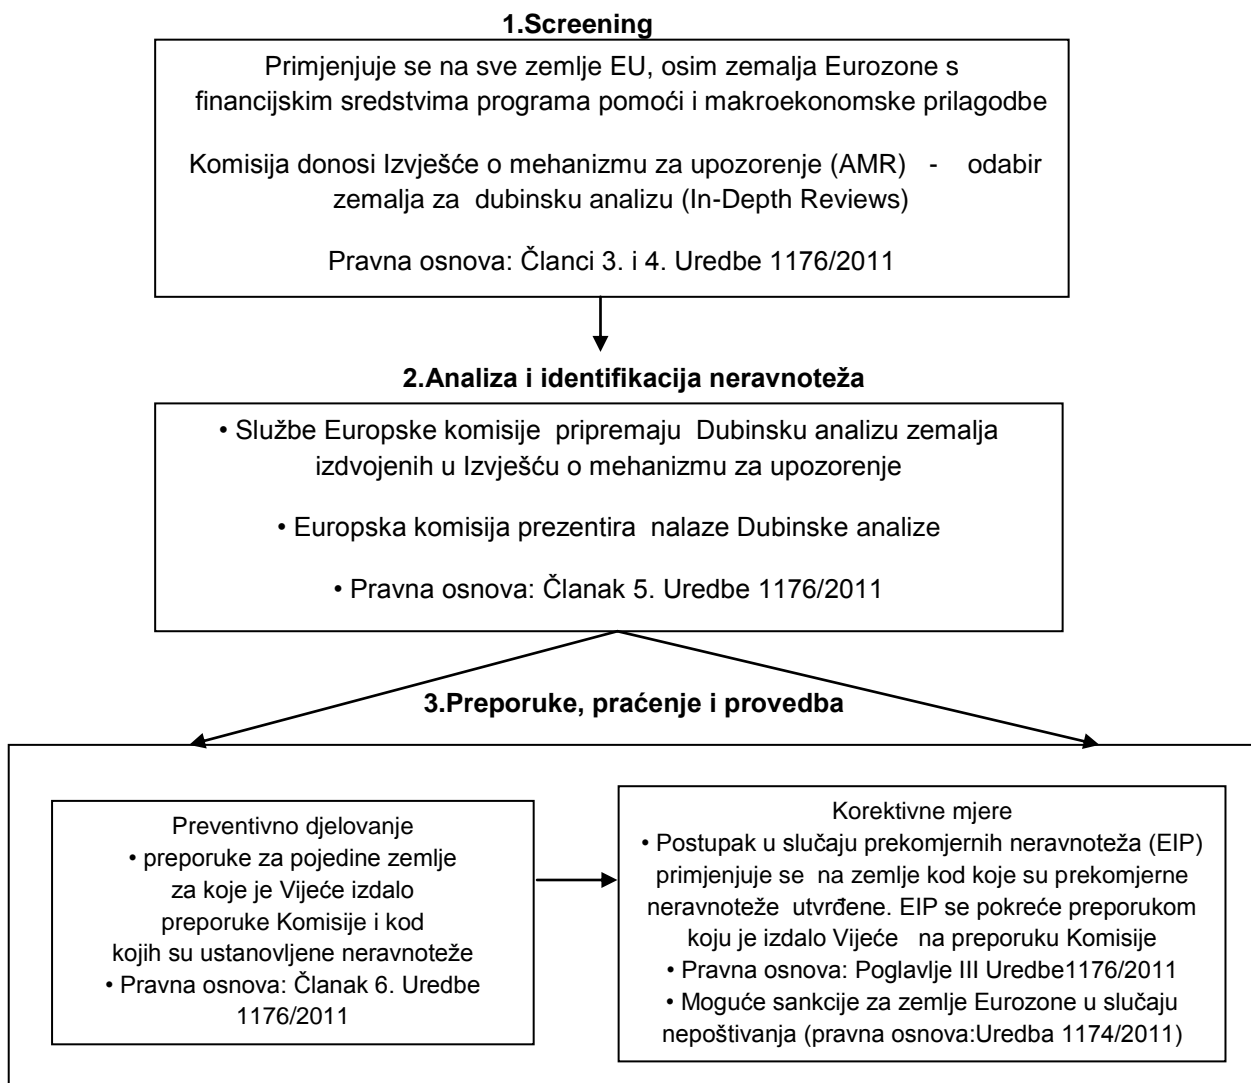 1.Screening
Primjenjuje se na sve zemlje EU, osim zemalja Eurozone s
financijskim sredstvima programa pomoći i makroekonomske prilagodbe
Komisija donosi Izvješće o mehanizmu za upozorenje (AMR) - odabir
zemalja za dubinsku analizu (In-Depth Reviews)
Pravna osnova: Članci 3. i 4. Uredbe 1176/2011
2.Analiza i identifikacija neravnoteža
• Službe Europske komisije pripremaju Dubinsku analizu zemalja
izdvojenih u Izvješću o mehanizmu za upozorenje
• Europska komisija prezentira nalaze Dubinske analize
• Pravna osnova: Članak 5. Uredbe 1176/2011
3.Preporuke, praćenje i provedba
Preventivno djelovanje
• preporuke za pojedine zemlje
za koje je Vijeće izdalo
preporuke Komisije i kod
kojih su ustanovljene neravnoteže
• Pravna osnova: Članak 6. Uredbe
1176/2011
Korektivne mjere
• Postupak u slučaju prekomjernih neravnoteža (EIP)
primjenjuje se na zemlje kod koje su prekomjerne
neravnoteže utvrđene. EIP se pokreće preporukom
koju je izdalo Vijeće na preporuku Komisije
• Pravna osnova: Poglavlje III Uredbe1176/2011
• Moguće sankcije za zemlje Eurozone u slučaju
nepoštivanja (pravna osnova:Uredba 1174/2011)